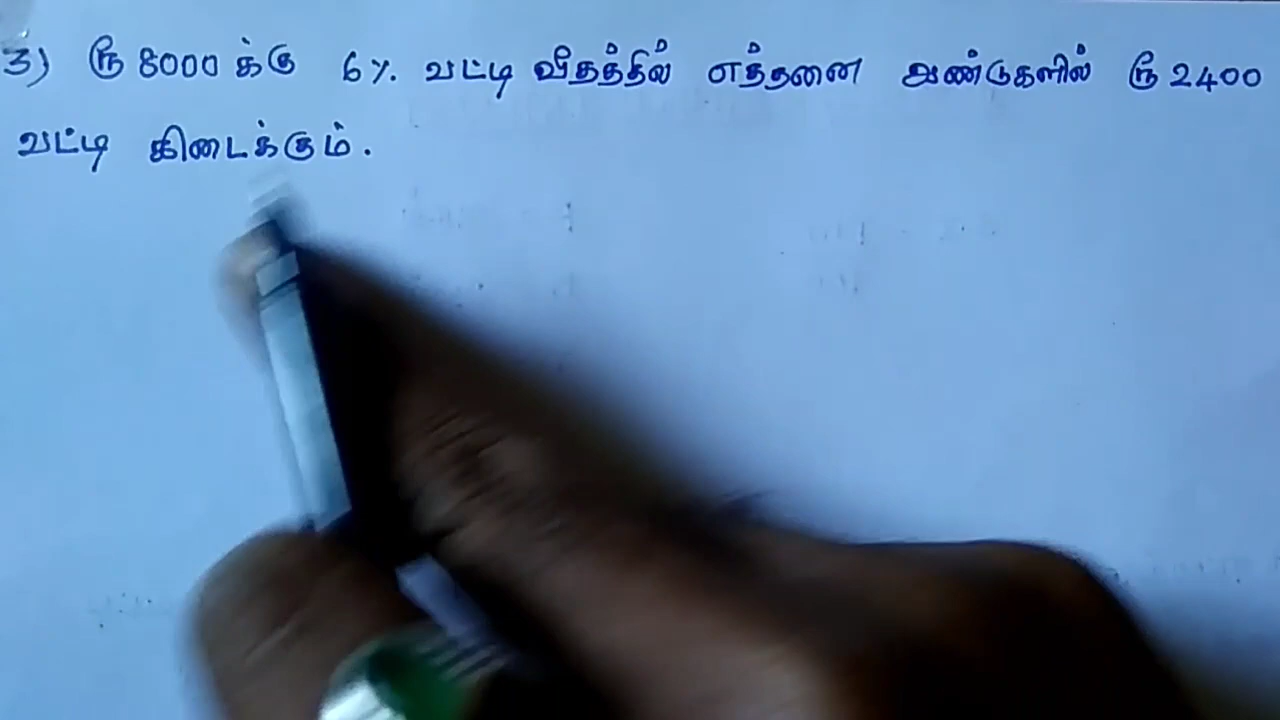 3) ரூ 8000 க்கு 6%. வட்டி வீதத்தில் எத்தனை ஆண்டுகளில் ரூ 2400
வட்டி கிடைக்கும்.